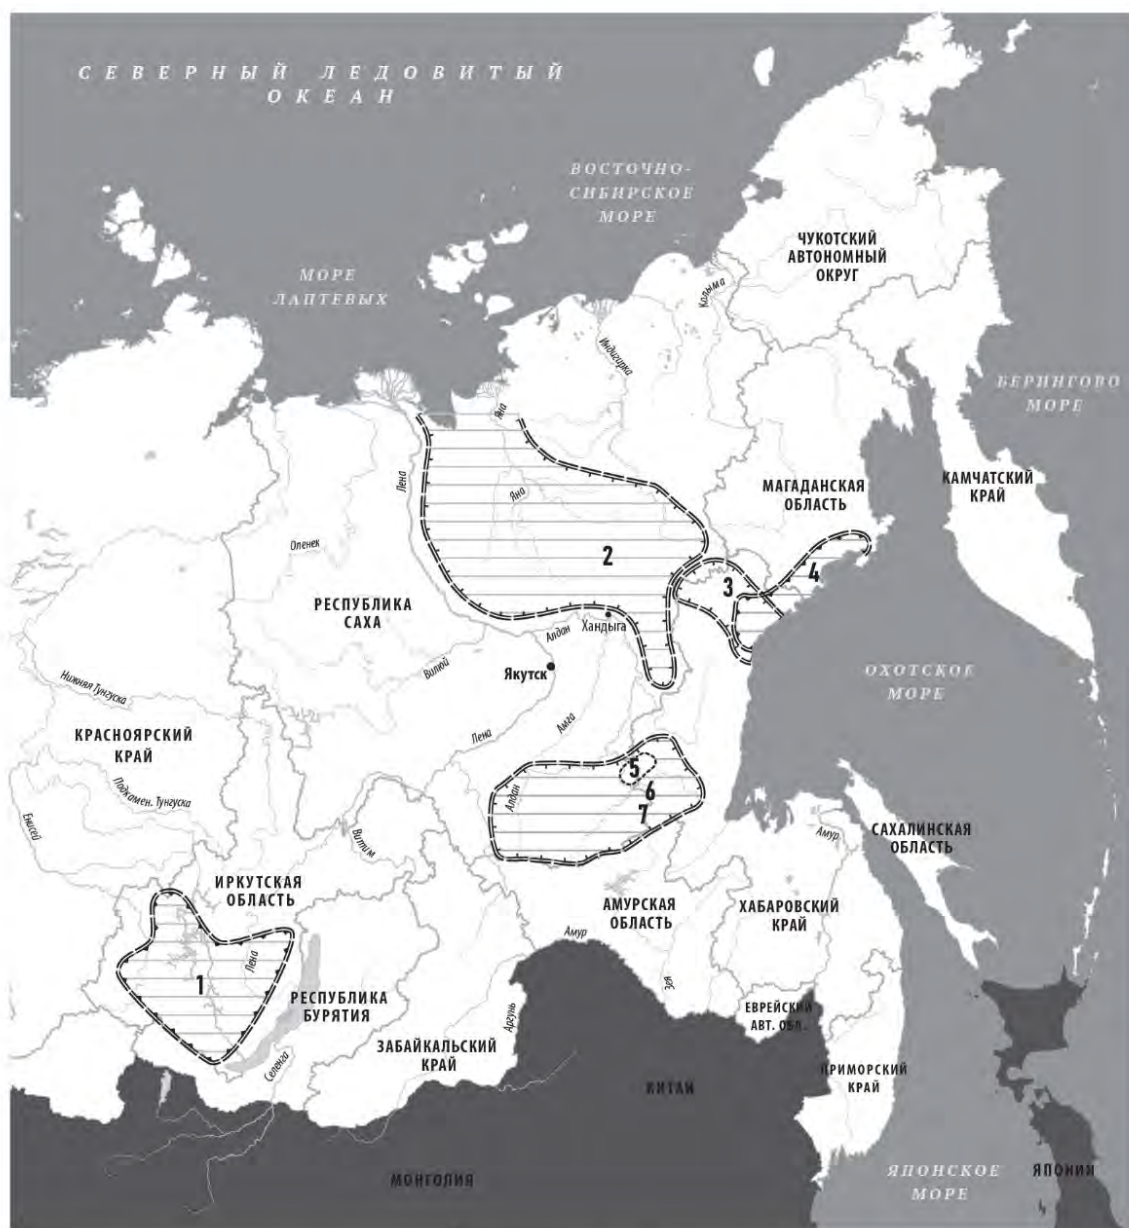 СЕВЕРНЫЙ ЛЕДОВИТЫЙ
ОКЕАН
ВОСТОЧНО-
СИБИРСКОЕ
МОРЕ
ЧУКОТСКИЙ
АВТОНОМНЫЙ
ОКРУГ
МОРЕ
ЛАПТЕВЫХ
Колыма
Индигирка
БЕРИНГОВО
МОРЕ
Яна
Лена
Яна
МАГАДАНСКАЯ
ОБЛАСТЬ
КАМЧАТСКИЙ
КРАЙ
Оленек
2
3
4
РЕСПУБЛИКА
САХА
Алдан
Хандыга
Вилюй
Якутск
ОХОТСКОЕ
МОРЕ
Нижняя Тунгуска
КРАСНОЯРСКИЙ
КРАЙ
Лена
Амга
5
6
7
Подкамен. Тунгуска
Алдан
Енисей
Витим
Амур
САХАЛИНСКАЯ
ОБЛАСТЬ
ИРКУТСКАЯ
ОБЛАСТЬ
АМУРСКАЯ
ОБЛАСТЬ
ХАБАРОВСКИЙ
КРАЙ
Амур
1
Лена
Зея
РЕСПУБЛИКА
БУРЯТИЯ
ЕВРЕЙСКИЙ
АВТ. ОБЛ.
Аргунь
ЗАБАЙКАЛЬСКИЙ
КРАЙ
Селенга
ПРИМОРСКИЙ
КРАЙ
КИТАЙ
МОНГОЛИЯ
ЯПОНСКОЕ
МОРЕ
ЯПОНИЯ